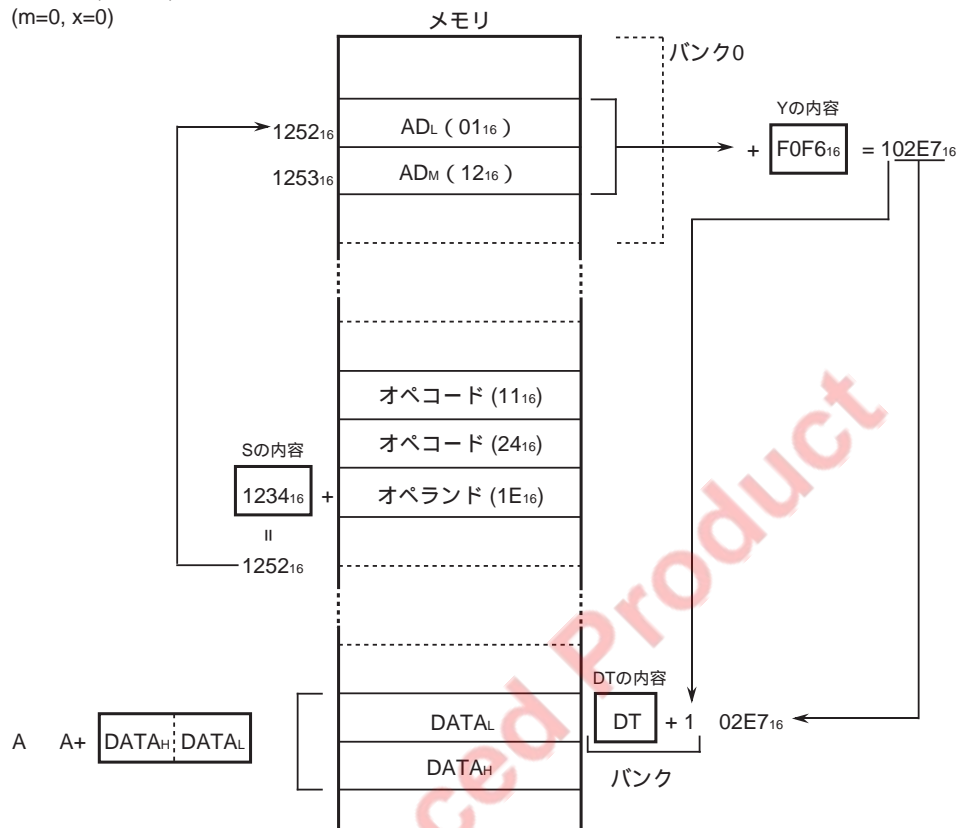 (m=0, x=0)
メモリ
バンク0
Yの内容
1252₁₆ ADL ( 01₁₆ ) + F0F6₁₆ = 102E7₁₆
1253₁₆ ADM ( 12₁₆ )
オペコード (11₁₆)
オペコード (24₁₆)
Sの内容
1234₁₆ + オペランド (1E₁₆)
=
1252₁₆
DTの内容
DATAL DT + 1 02E7₁₆
A A+ DATAH DATAL
DATAH
バンク
ced Product